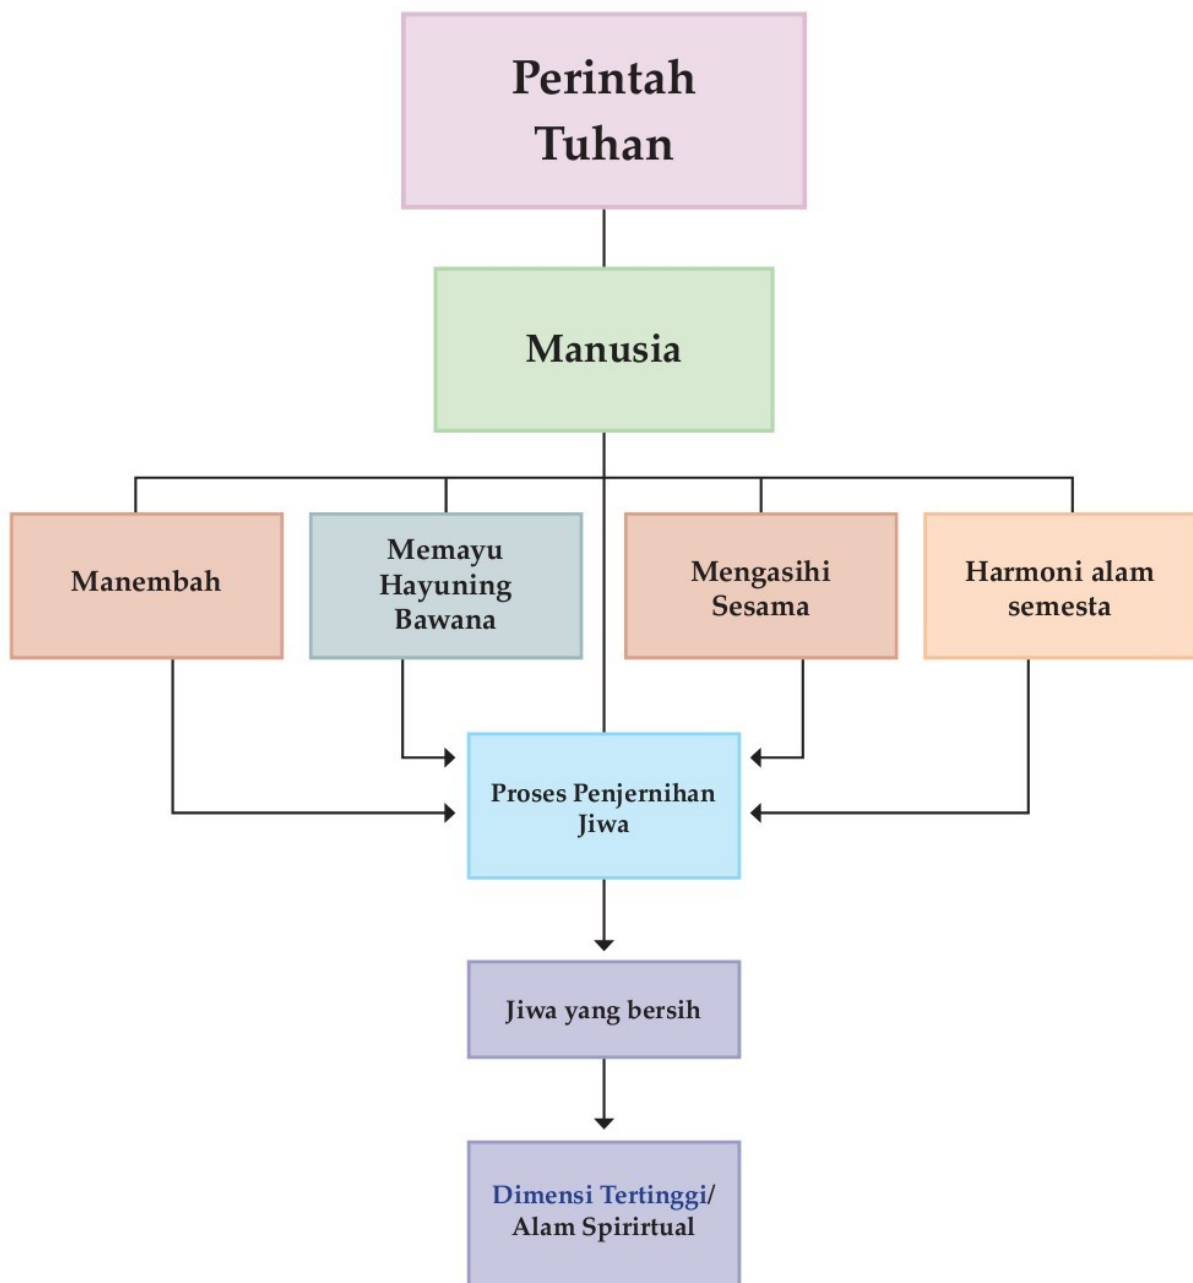 Perintah
Tuhan
Manusia
Manembah
Memayu
Hayuning
Bawana
Mengasihi
Sesama
Harmoni alam
semesta
Proses Penjernihan
Jiwa
Jiwa yang bersih
Dimensi Tertinggi/
Alam Spirirtual